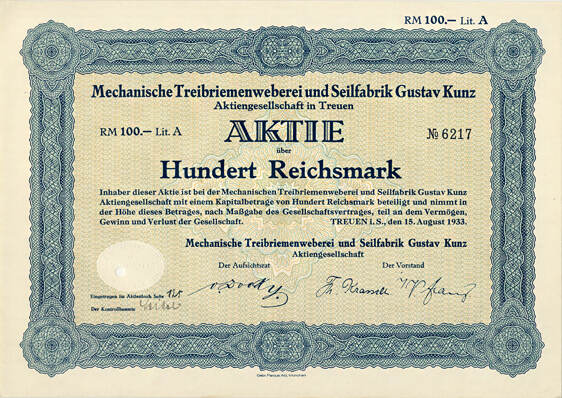 RM 100.— Lit. A
Mechanische Treibriemenweberei und Seilfabrik Gustav Kunz
Aktiengesellschaft in Treuen
RM 100.— Lit. A AKTIE № 6217
über
Hundert Reichsmark
Inhaber dieser Aktie ist bei der Mechanischen Treibriemenweberei und Seilfabrik Gustav Kunz
Aktiengesellschaft mit einem Kapitalbetrage von Hundert Reichsmark beteiligt und nimmt in
der Höhe dieses Betrages, nach Maßgabe des Gesellschaftsvertrages, teil an dem Vermögen,
Gewinn und Verlust der Gesellschaft. TREUEN i. S., den 15. August 1933.
Mechanische Treibriemenweberei und Seilfabrik Gustav Kunz
Aktiengesellschaft
Der Aufsichtsrat Der Vorstand
Eingetragen im Aktienbuch Seite
Der Kontrollbeamte